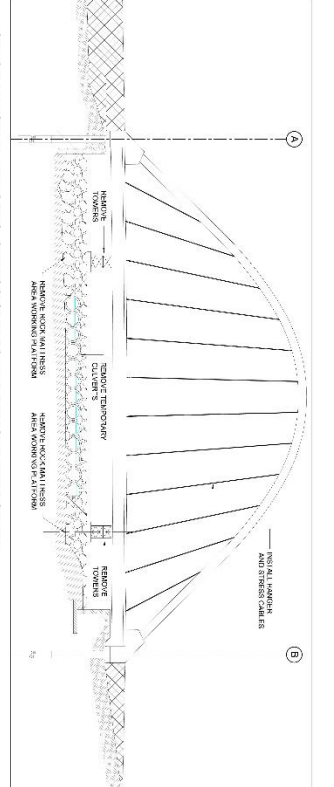 A
B
INSTALL HANGER
AND STRESS CABLES
REMOVE
TOWERS
REMOVE TEMPORARY
CULVERTS
REMOVE
TOWERS
REMOVE ROCK MATTRESS
AREA WORKING PLATFORM
REMOVE ROCK MATTRESS
AREA WORKING PLATFORM